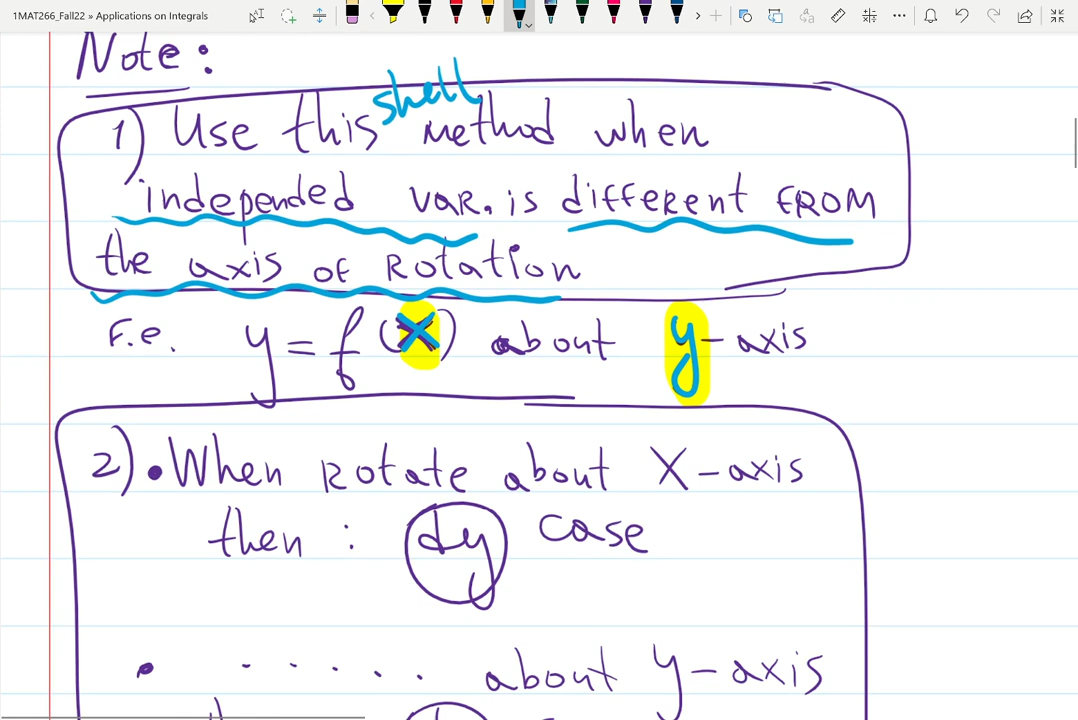 1MAT266_Fall22 » Applications on Integrals
Note:
shell
1) Use this method when
independed var. is different FROM
the axis of Rotation
F.e. y = f(x) about y-axis
2) • When Rotate about X-axis
then : dy case
• . . . . . about y-axis